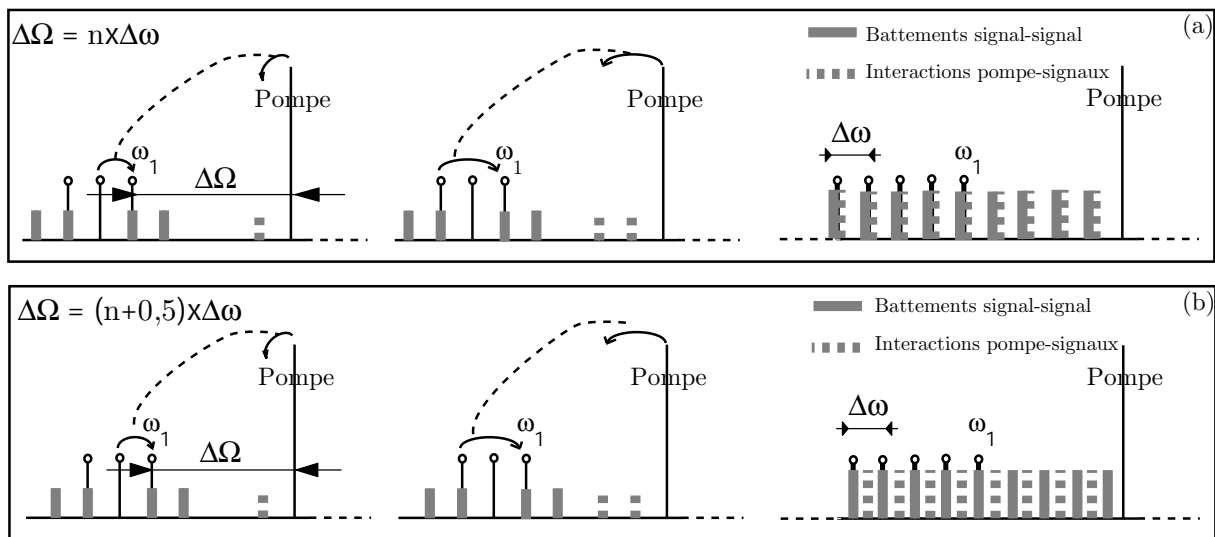 ΔΩ = nxΔω
Pompe
ω1
ΔΩ
Pompe
ω1
Battements signal-signal
Interactions pompe-signaux
(a)
Pompe
Δω
ω1
ΔΩ = (n+0,5)xΔω
Pompe
ω1
ΔΩ
Pompe
ω1
Battements signal-signal
Interactions pompe-signaux
(b)
Pompe
Δω
ω1